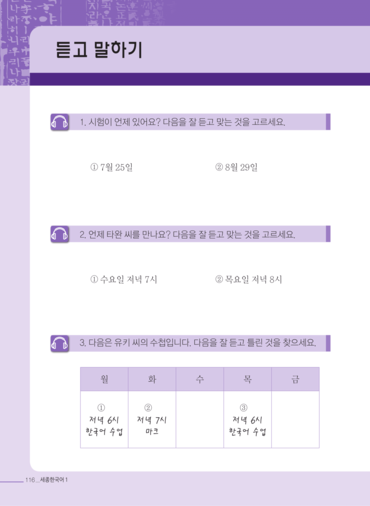 듣고 말하기
1. 시험이 언제 있어요? 다음을 잘 듣고 맞는 것을 고르세요.
① 7월 25일 ② 8월 29일
2. 언제 타완 씨를 만나요? 다음을 잘 듣고 맞는 것을 고르세요.
① 수요일 저녁 7시 ② 목요일 저녁 8시
3. 다음은 유키 씨의 수첩입니다. 다음을 잘 듣고 틀린 것을 찾으세요.
월 화 수 목 금
① ② ③
저녁 6시 저녁 7시 저녁 6시
한국어 수업 마크 한국어 수업
116_ 세종한국어 1